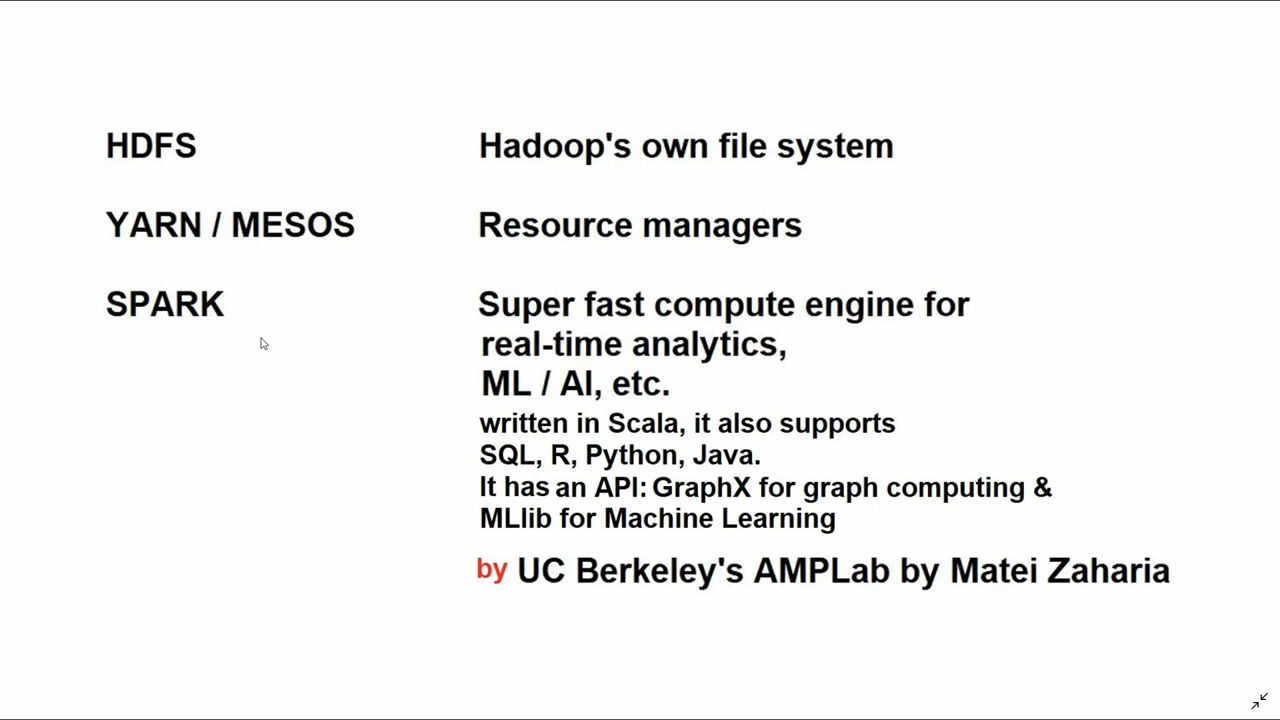 HDFS Hadoop's own file system
YARN / MESOS Resource managers
SPARK Super fast compute engine for
real-time analytics,
ML / AI, etc.
written in Scala, it also supports
SQL, R, Python, Java.
It has an API: GraphX for graph computing &
MLlib for Machine Learning
by UC Berkeley's AMPLab by Matei Zaharia